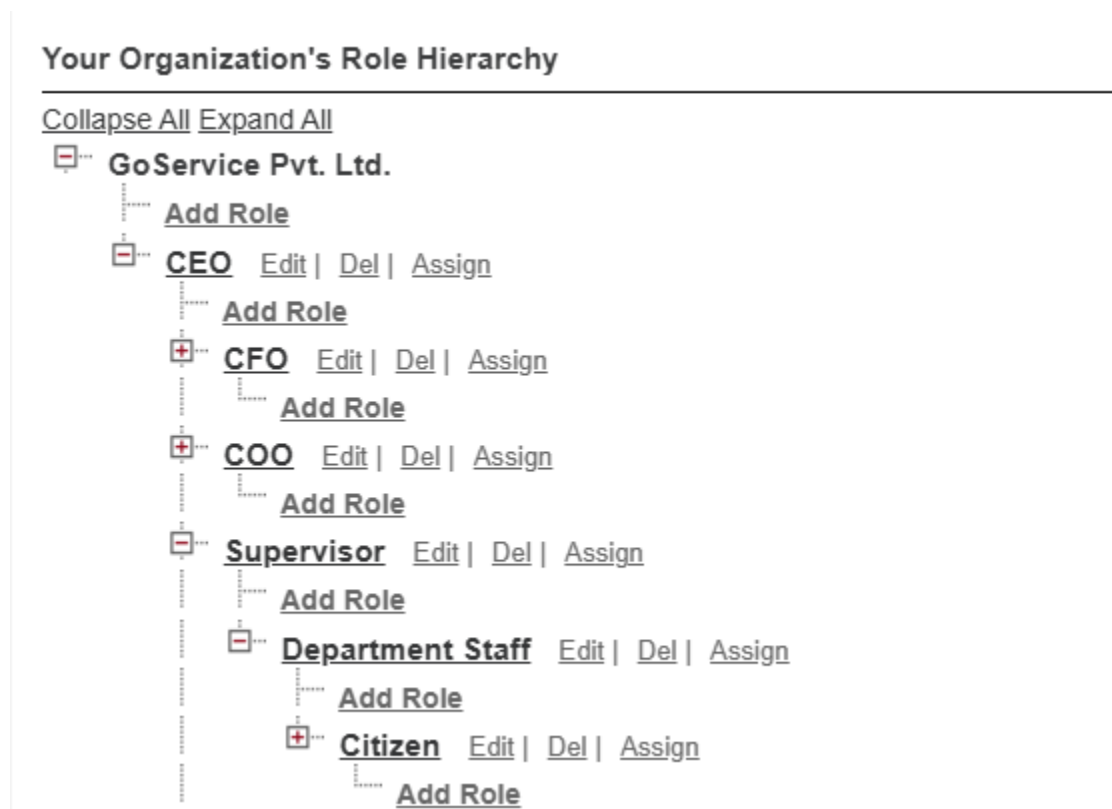 Your Organization's Role Hierarchy
Collapse All Expand All
GoService Pvt. Ltd.
Add Role
CEO Edit | Del | Assign
Add Role
CFO Edit | Del | Assign
Add Role
COO Edit | Del | Assign
Add Role
Supervisor Edit | Del | Assign
Add Role
Department Staff Edit | Del | Assign
Add Role
Citizen Edit | Del | Assign
Add Role